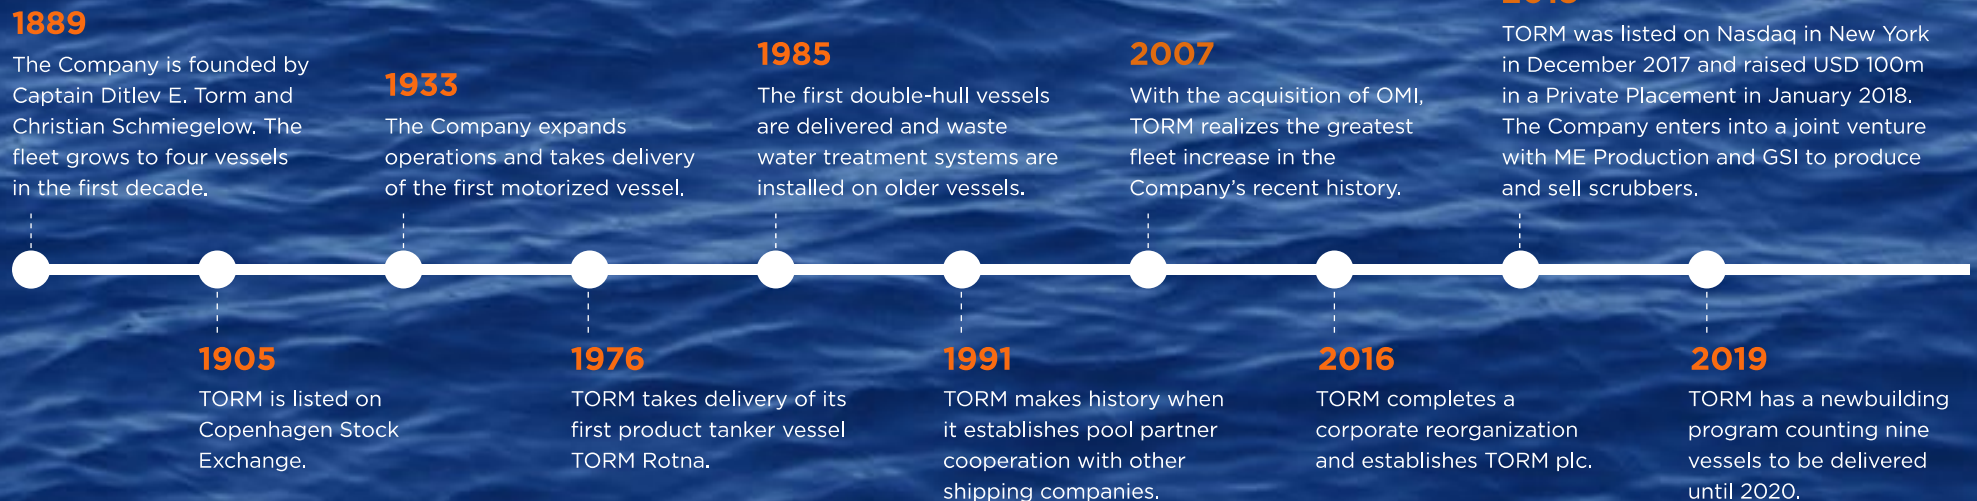 1889
The Company is founded by
Captain Ditlev E. Torm and
Christian Schmiegelow. The
fleet grows to four vessels
in the first decade.
1905
TORM is listed on
Copenhagen Stock
Exchange.
1933
The Company expands
operations and takes delivery
of the first motorized vessel.
1976
TORM takes delivery of its
first product tanker vessel
TORM Rotna.
1985
The first double-hull vessels
are delivered and waste
water treatment systems are
installed on older vessels.
1991
TORM makes history when
it establishes pool partner
cooperation with other
shipping companies.
2007
With the acquisition of OMI,
TORM realizes the greatest
fleet increase in the
Company’s recent history.
2016
TORM completes a
corporate reorganization
and establishes TORM plc.
TORM was listed on Nasdaq in New York
in December 2017 and raised USD 100m
in a Private Placement in January 2018.
The Company enters into a joint venture
with ME Production and GSI to produce
and sell scrubbers.
2019
TORM has a newbuilding
program counting nine
vessels to be delivered
until 2020.